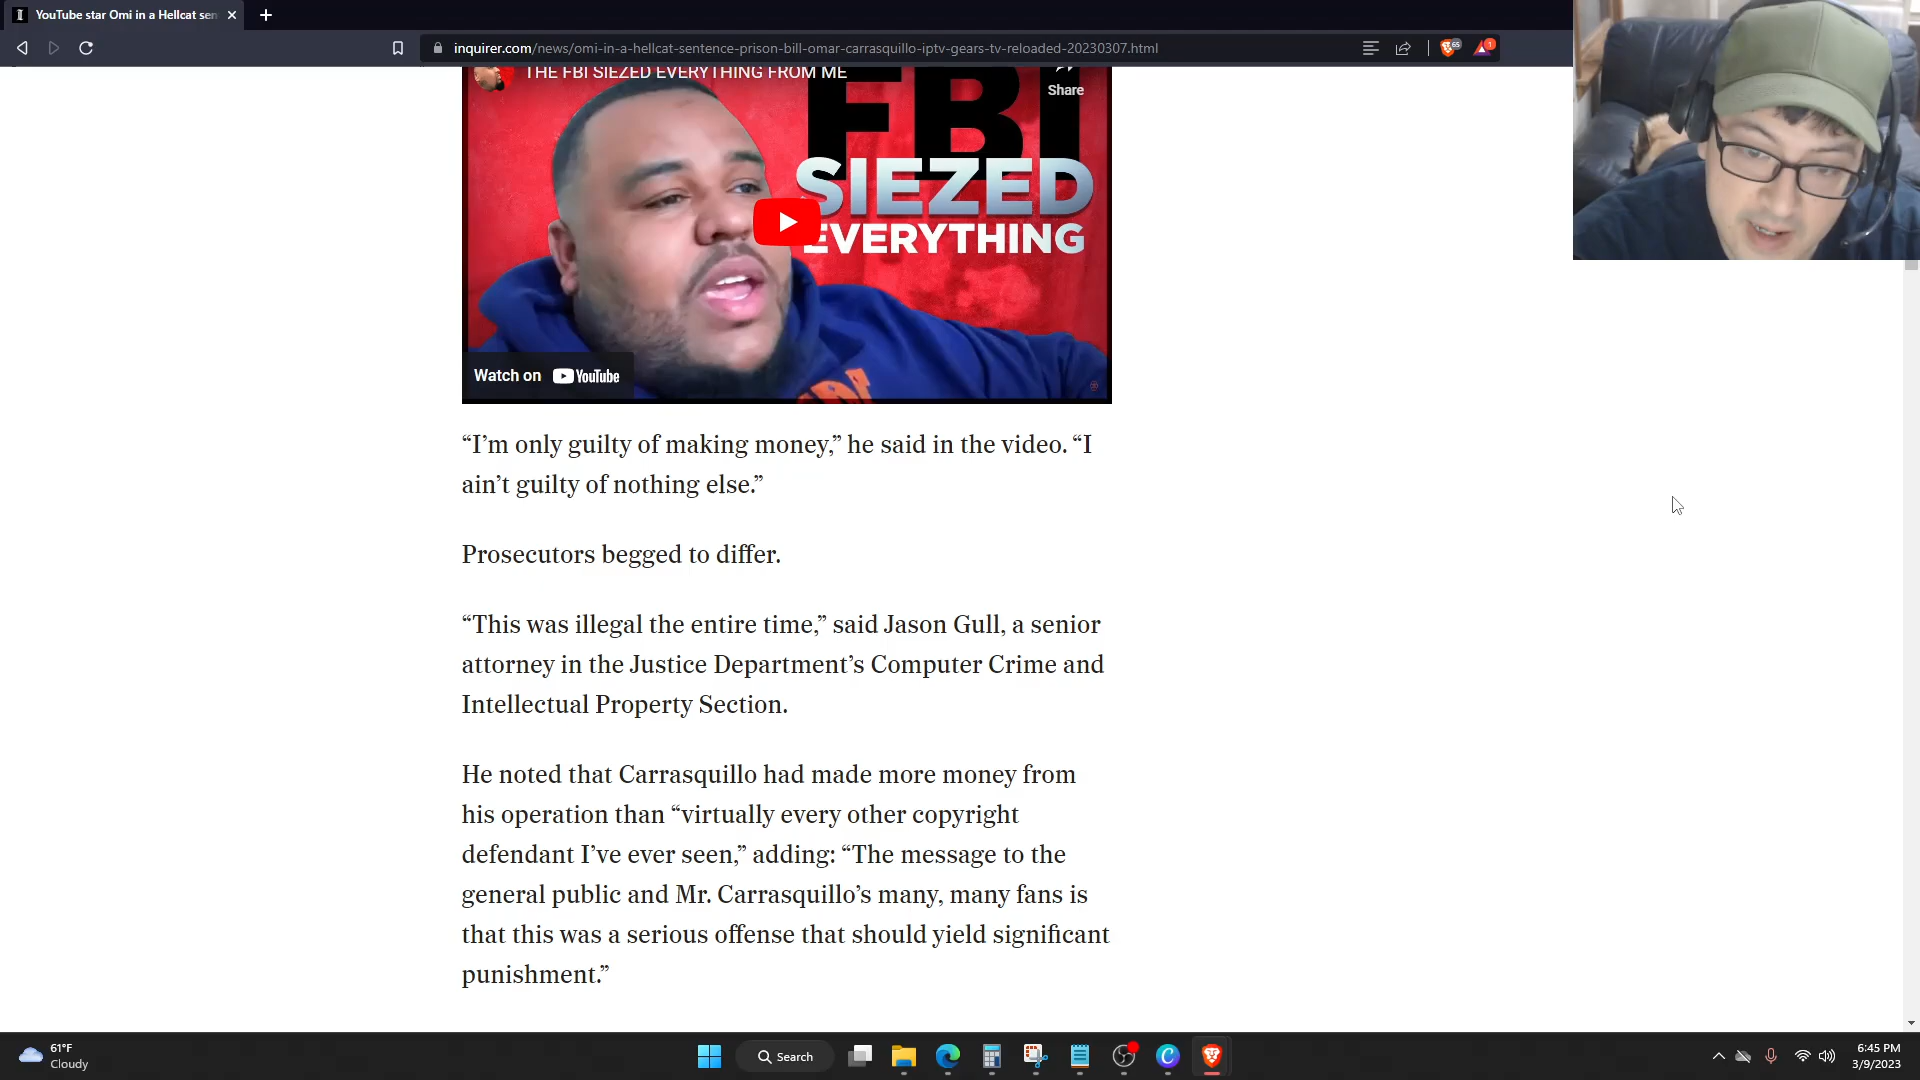 YouTube star Omi in a Hellcat sen
inquirer.com/news/omi-in-a-hellcat-sentence-prison-bill-omar-carrasquillo-iptv-gears-tv-reloaded-20230307.html
65
1
THE FBI SIEZED EVERYTHING FROM ME
Share
FBI
SIEZED
EVERYTHING
Watch on YouTube
“I’m only guilty of making money,” he said in the video. “I
ain’t guilty of nothing else.”
Prosecutors begged to differ.
“This was illegal the entire time,” said Jason Gull, a senior
attorney in the Justice Department’s Computer Crime and
Intellectual Property Section.
He noted that Carrasquillo had made more money from
his operation than “virtually every other copyright
defendant I’ve ever seen,” adding: “The message to the
general public and Mr. Carrasquillo’s many, many fans is
that this was a serious offense that should yield significant
punishment.”
61°F
Cloudy
Search
6:45 PM
3/9/2023